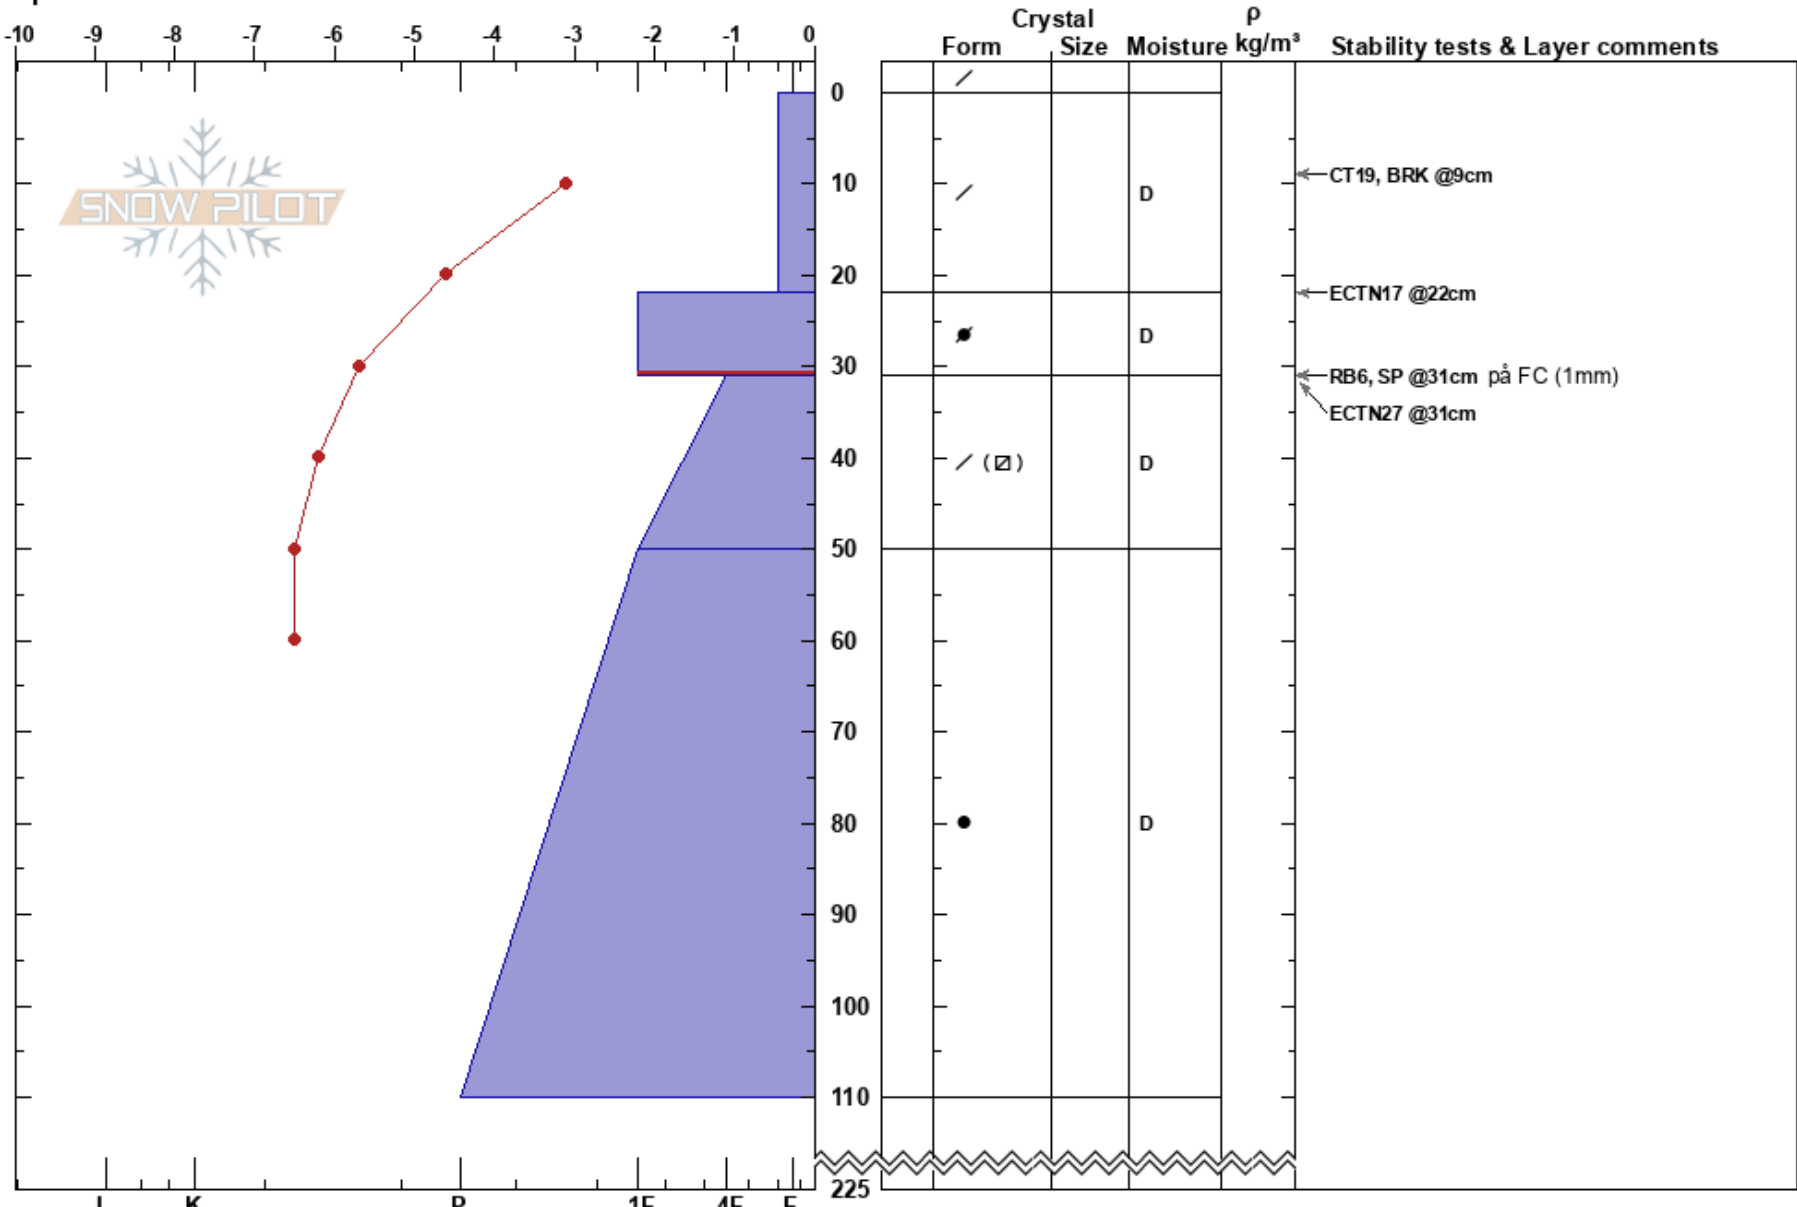 -10 -9 -8 -7 -6 -5 -4 -3 -2 -1 0
Crystal ρ
Form Size Moisture kg/m³ Stability tests & Layer comments
0
SNOW PILOT
10 D CT19, BRK @9cm
20
ECTN17 @22cm
D
30
RB6, SP @31cm på FC (1mm)
ECTN27 @31cm
40 ( ) D
50
60
70
80 D
90
100
110
225
I K P 1F 4F F